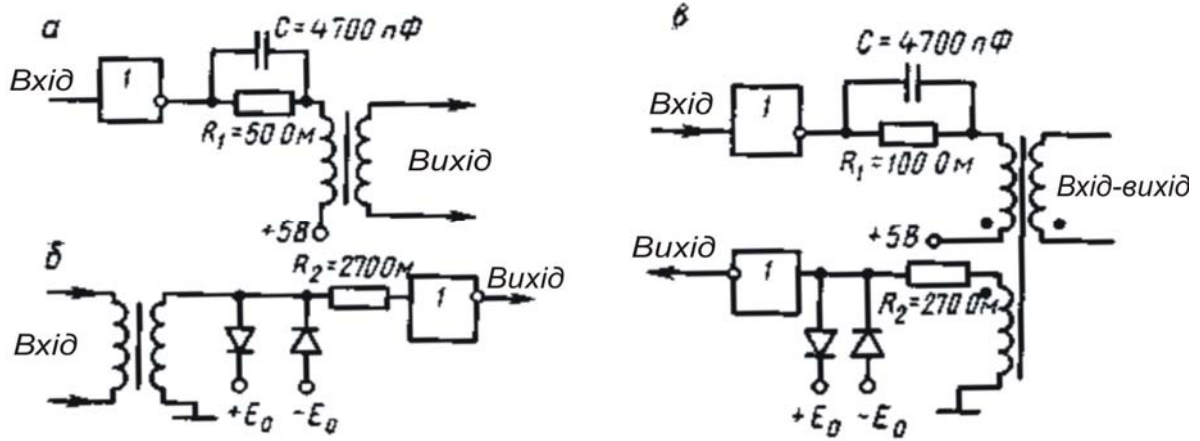 а
C = 4700 пФ
Вхід
1
R₁ = 50 Ом
Вихід
+5В
б
R₂ = 270 Ом
1
Вихід
Вхід
+E₀
−E₀
в
C = 4700 пФ
Вхід
1
R₁ = 100 Ом
Вхід-вихід
+5В
Вихід
1
R₂ = 270 Ом
+E₀
−E₀